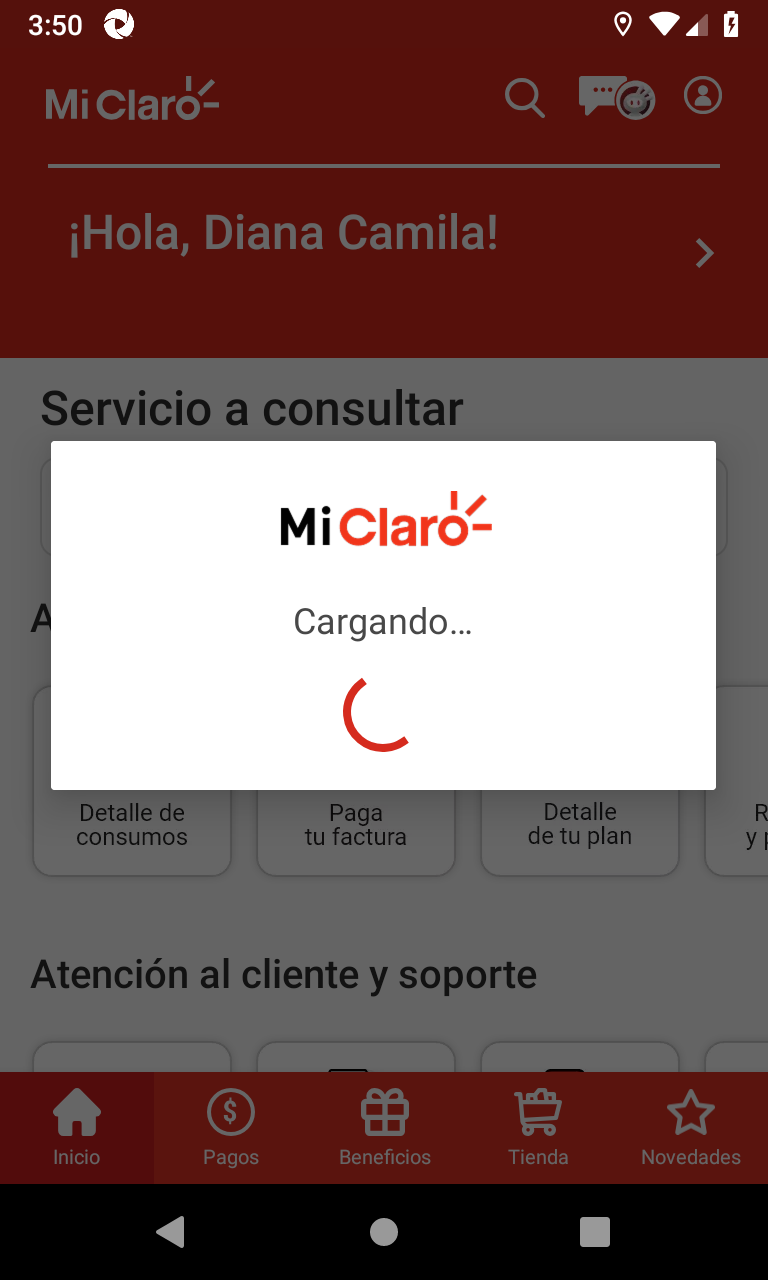 3:50
Mi Claro
¡Hola, Diana Camila!
Servicio a consultar
Mi Claro
Cargando...
Detalle de
consumos
Paga
tu factura
Detalle
de tu plan
Atención al cliente y soporte
Inicio
Pagos
Beneficios
Tienda
Novedades